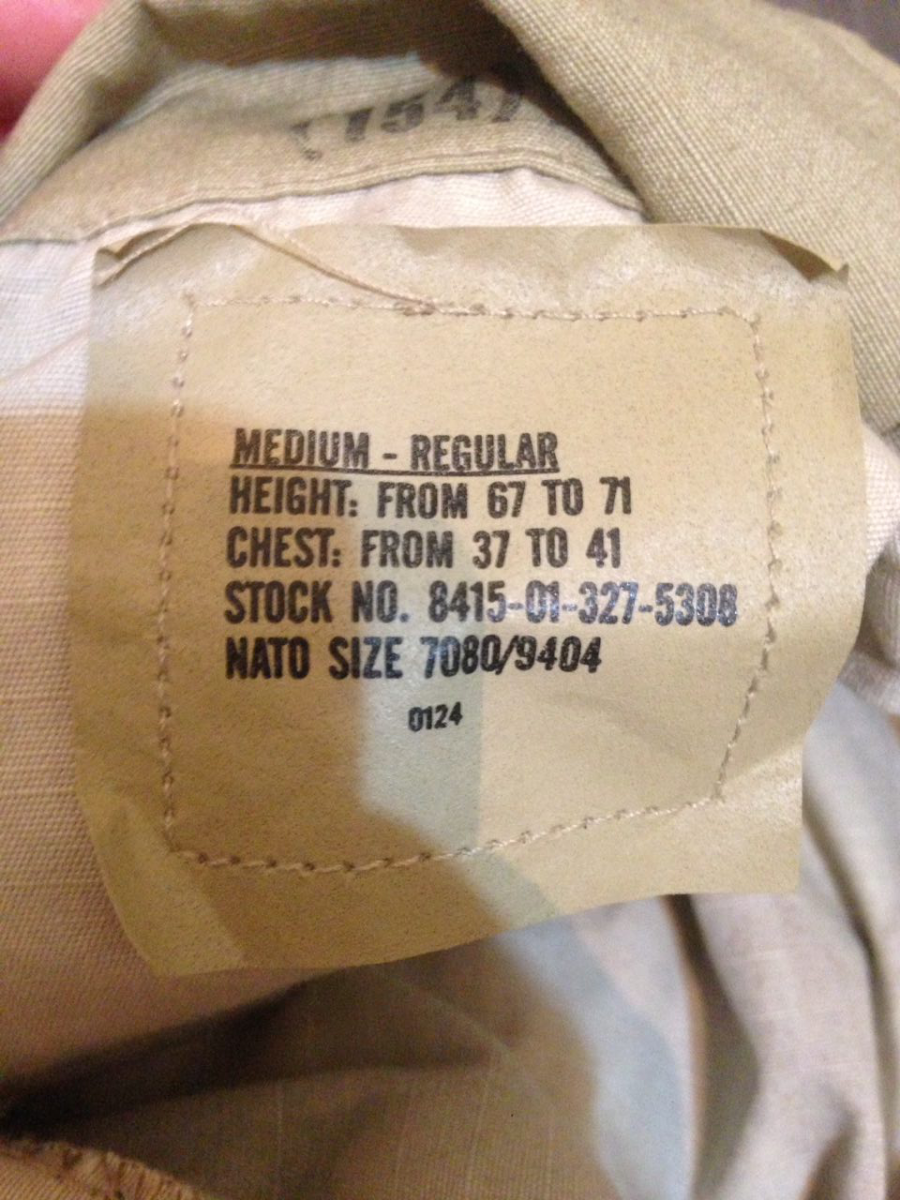 7547
MEDIUM - REGULAR
HEIGHT: FROM 67 TO 71
CHEST: FROM 37 TO 41
STOCK NO. 8415-01-327-5308
NATO SIZE 7080/9404
0124